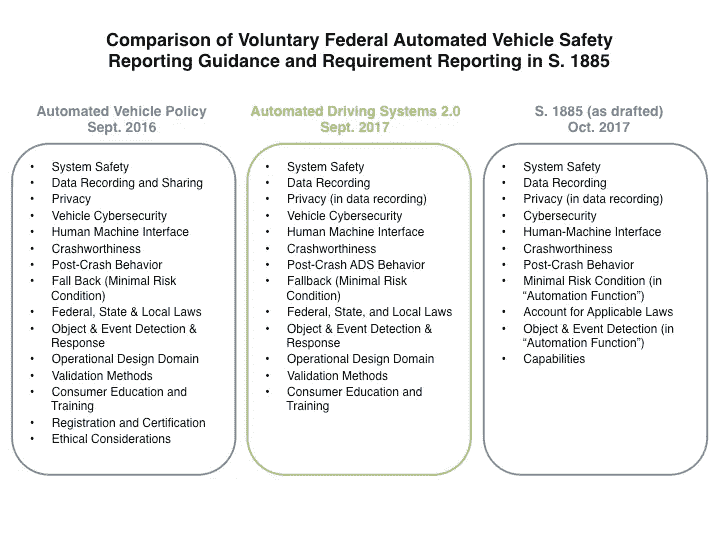 Comparison of Voluntary Federal Automated Vehicle Safety
Reporting Guidance and Requirement Reporting in S. 1885
Automated Vehicle Policy
Sept. 2016
• System Safety
• Data Recording and Sharing
• Privacy
• Vehicle Cybersecurity
• Human Machine Interface
• Crashworthiness
• Post-Crash Behavior
• Fall Back (Minimal Risk
Condition)
• Federal, State & Local Laws
• Object & Event Detection &
Response
• Operational Design Domain
• Validation Methods
• Consumer Education and
Training
• Registration and Certification
• Ethical Considerations
Automated Driving Systems 2.0
Sept. 2017
• System Safety
• Data Recording
• Privacy (in data recording)
• Vehicle Cybersecurity
• Human Machine Interface
• Crashworthiness
• Post-Crash ADS Behavior
• Fallback (Minimal Risk
Condition)
• Federal, State, and Local Laws
• Object & Event Detection &
Response
• Operational Design Domain
• Validation Methods
• Consumer Education and
Training
S. 1885 (as drafted)
Oct. 2017
• System Safety
• Data Recording
• Privacy (in data recording)
• Cybersecurity
• Human-Machine Interface
• Crashworthiness
• Post-Crash Behavior
• Minimal Risk Condition (in
“Automation Function”)
• Account for Applicable Laws
• Object & Event Detection (in
“Automation Function”)
• Capabilities